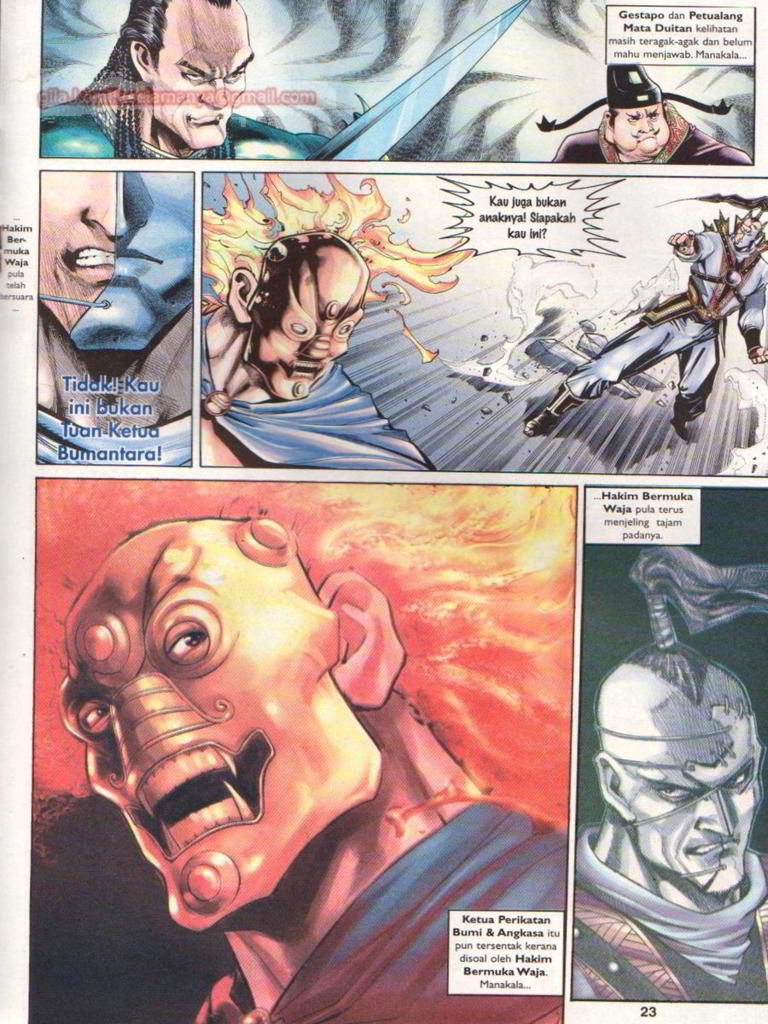 Gestapo dan Petualang
Mata Duitan kelihatan
masih teragak-agak dan belum
mahu menjawab. Manakala...
...
Hakim
Ber-
muka
Waja
pula
telah
bersuara
...
Tidak! Kau
ini bukan
Tuan Ketua
Bumantara!
Kau juga bukan
anaknya! Siapakah
kau ini?
...Hakim Bermuka
Waja pula terus
menjeling tajam
padanya.
Ketua Perikatan
Bumi & Angkasa itu
pun tersentak kerana
disoal oleh Hakim
Bermuka Waja.
Manakala...
23